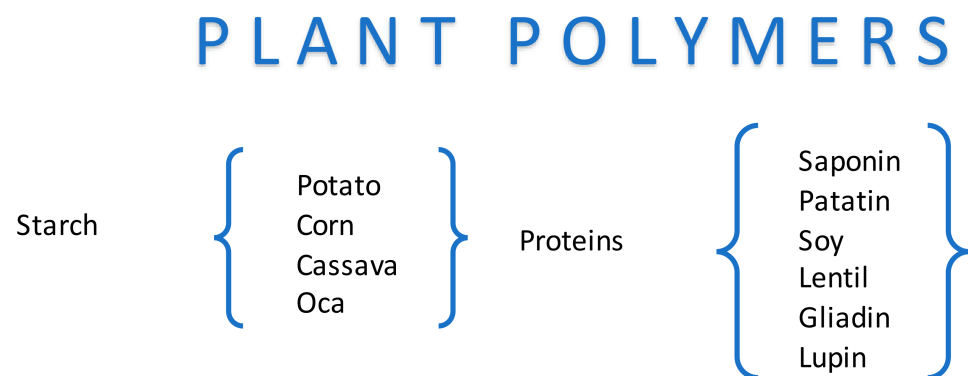 PLANT POLYMERS
Starch
Potato
Corn
Cassava
Oca
Proteins
Saponin
Patatin
Soy
Lentil
Gliadin
Lupin